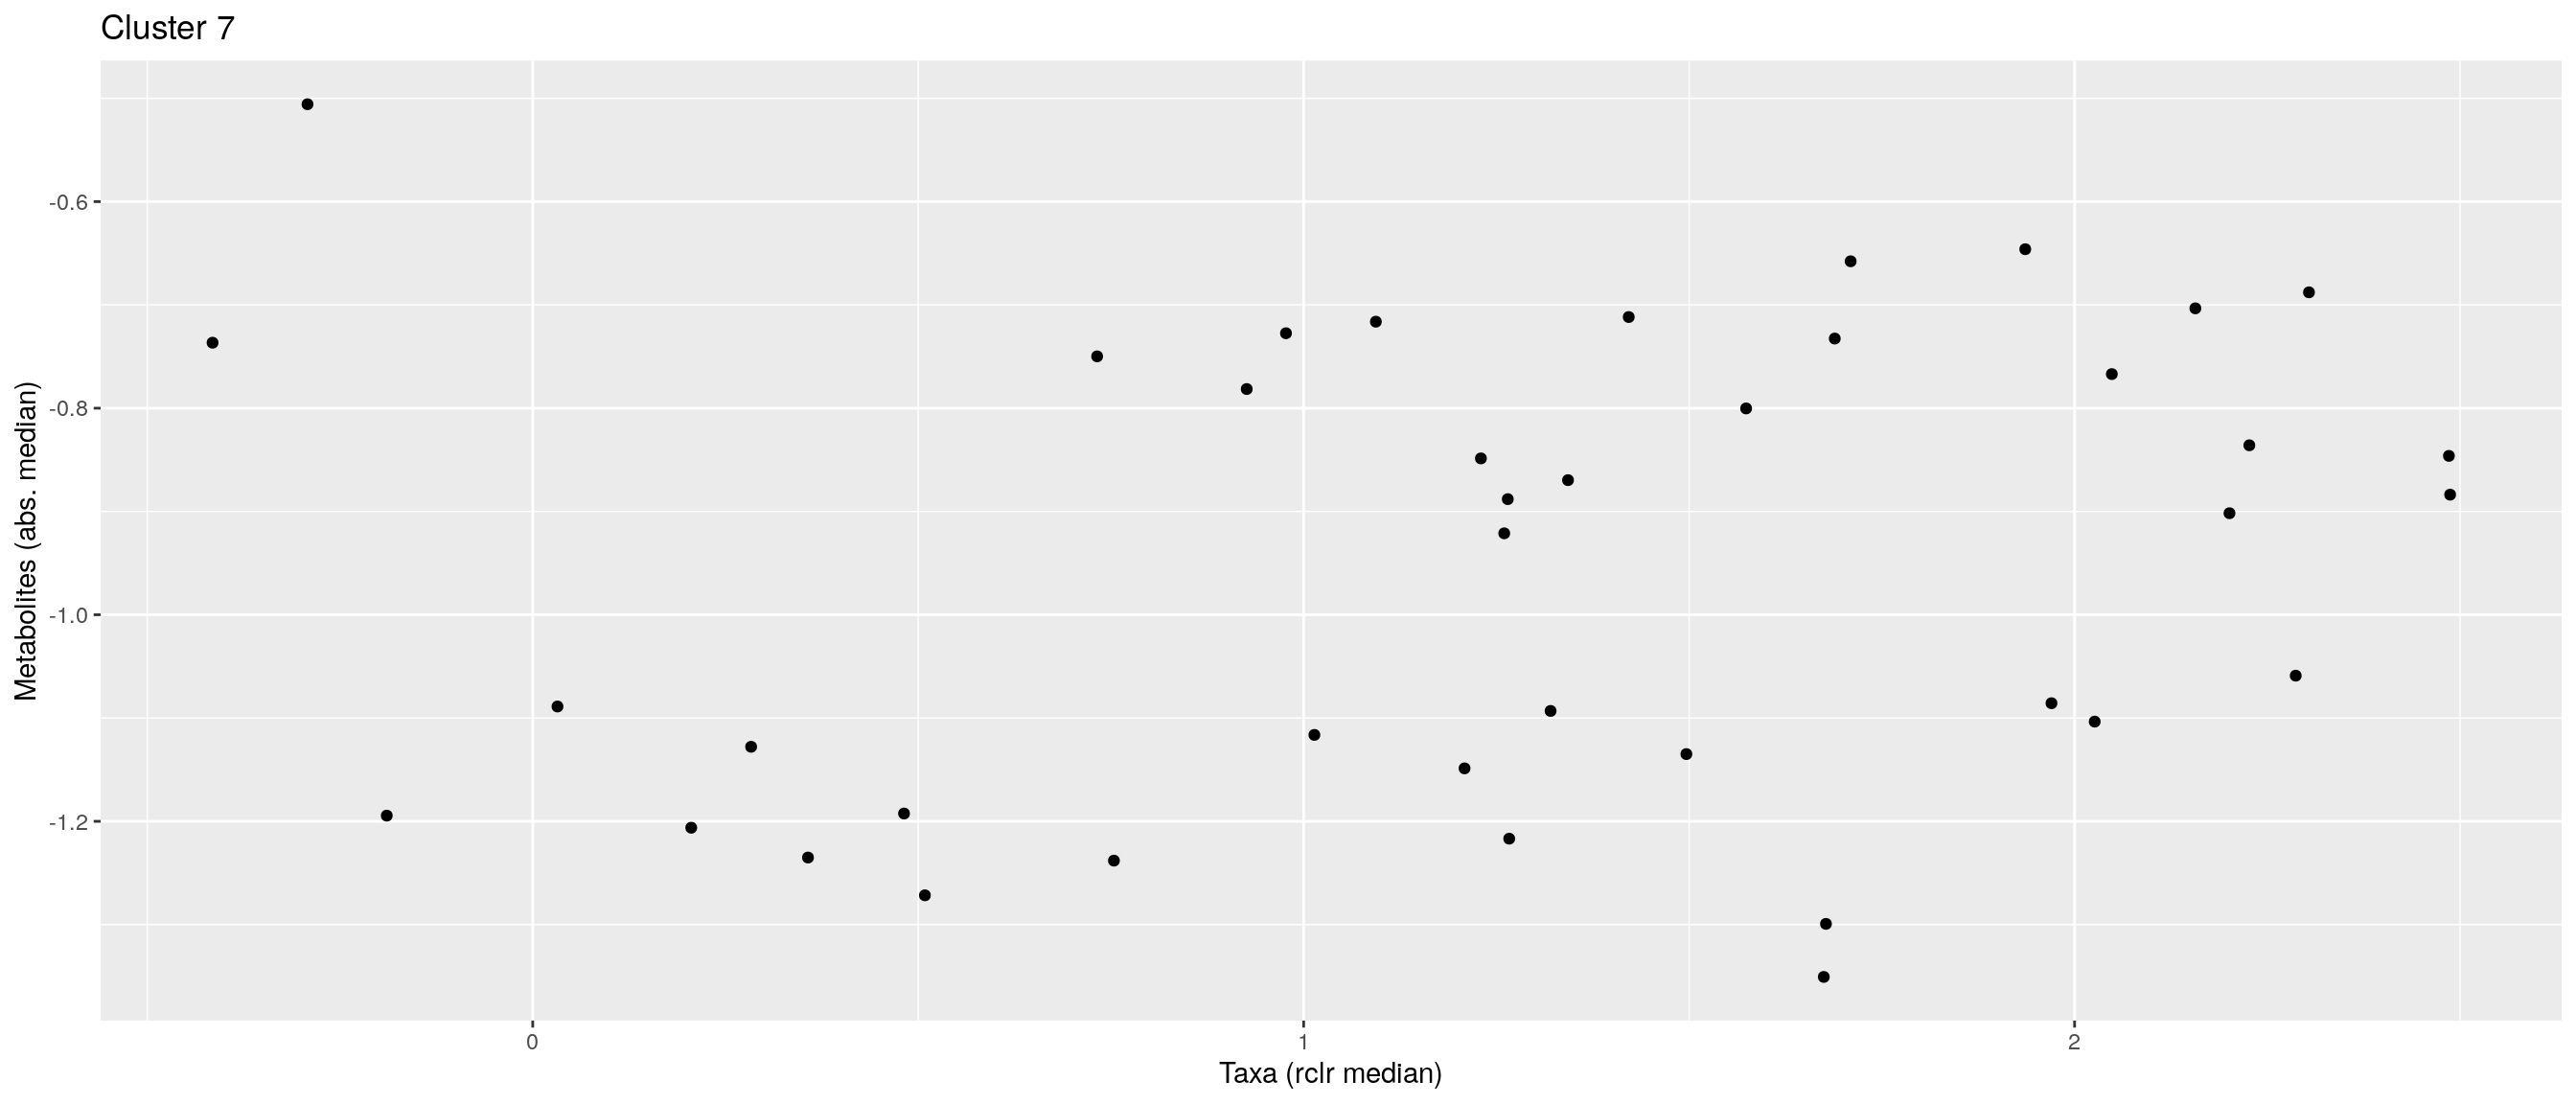 Cluster 7
Metabolites (abs. median)
-0.6
-0.8
-1.0
-1.2
0
1
2
Taxa (rclr median)